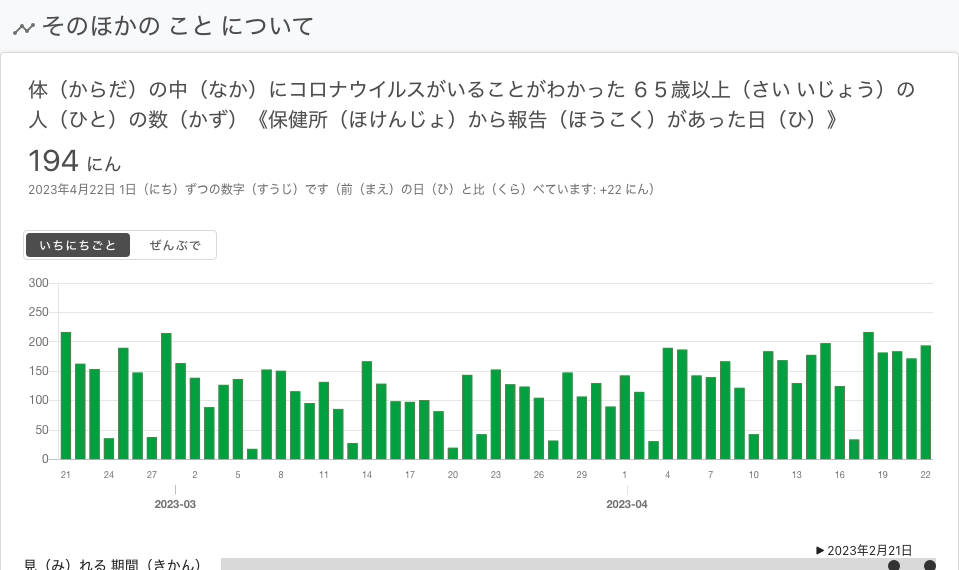 そのほかの こと について
体（からだ）の中（なか）にコロナウイルスがいることがわかった ６５歳以上（さい いじょう）の
人（ひと）の数（かず）《保健所（ほけんじょ）から報告（ほうこく）があった日（ひ）》
194 にん
2023年4月22日 1日（にち）ずつの数字（すうじ）です（前（まえ）の日（ひ）と比（くら）べています: +22 にん）
いちにちごと ぜんぶで
300
250
200
150
100
50
0
21 24 27 2 5 8 11 14 17 20 23 26 29 1 4 7 10 13 16 19 22
2023-03 2023-04
2023年2月21日
見（み）れる 期間（きかん）